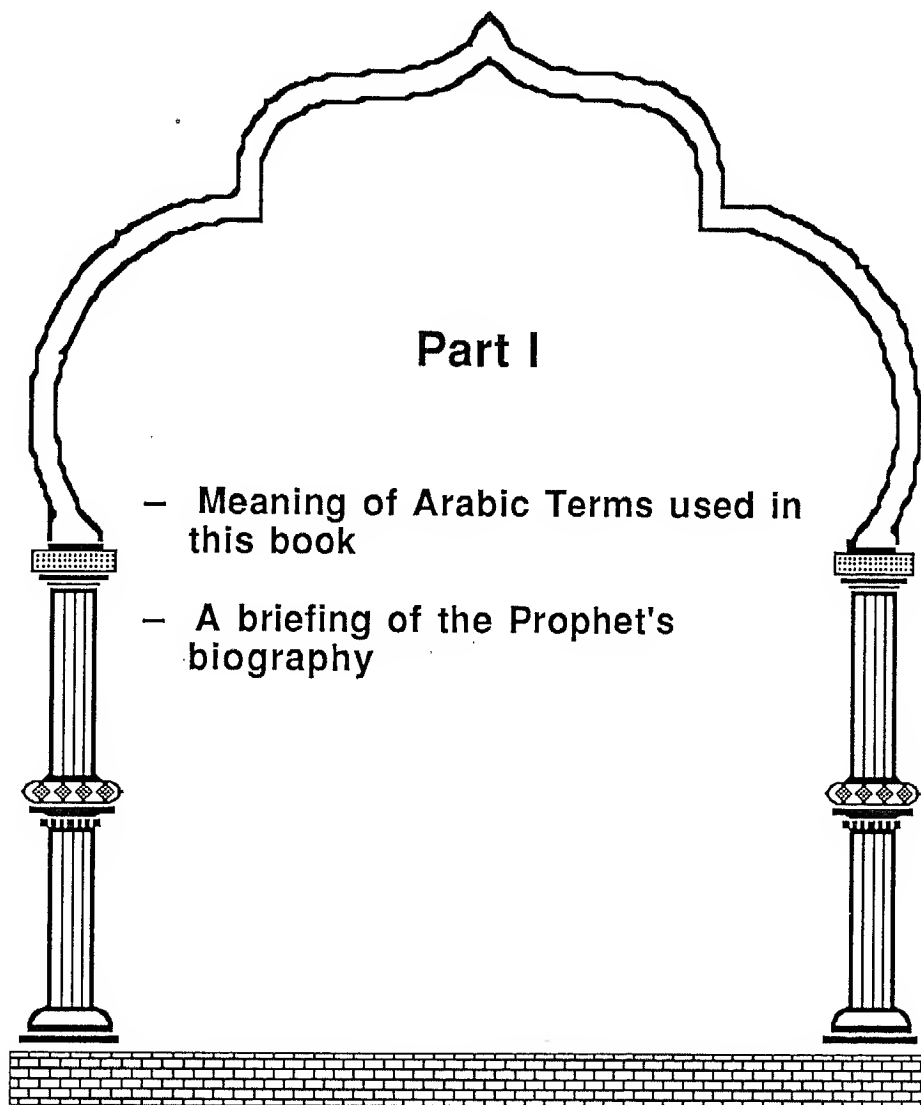 Part I
– Meaning of Arabic Terms used in
this book
– A briefing of the Prophet's
biography